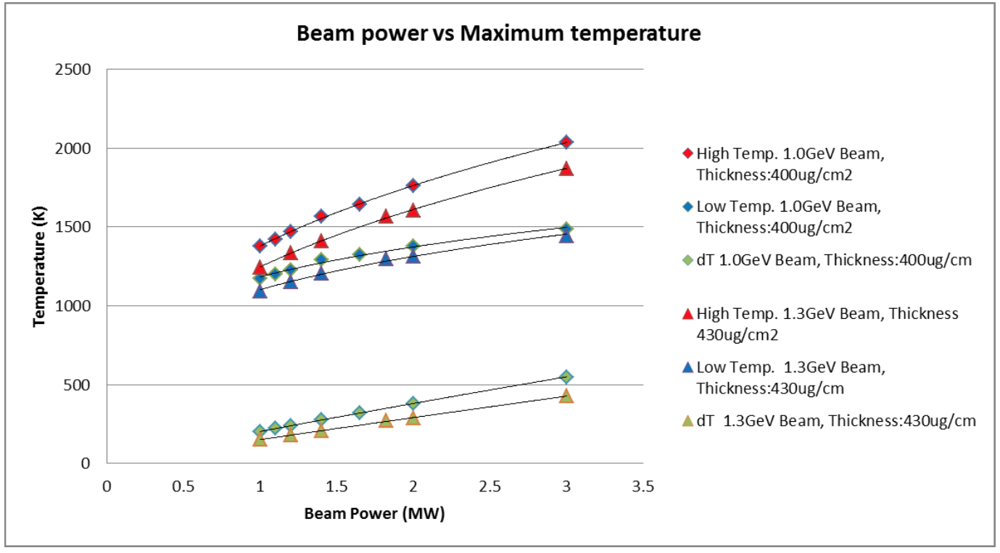 Beam power vs Maximum temperature
2500
2000
1500
1000
500
0
Temperature (K)
0
0.5
1
1.5
2
2.5
3
3.5
Beam Power (MW)
High Temp. 1.0GeV Beam,
Thickness:400ug/cm2
Low Temp. 1.0GeV Beam,
Thickness:400ug/cm2
dT 1.0GeV Beam, Thickness:400ug/cm
High Temp. 1.3GeV Beam, Thickness
430ug/cm2
Low Temp.  1.3GeV Beam,
Thickness:430ug/cm
dT  1.3GeV Beam, Thickness:430ug/cm